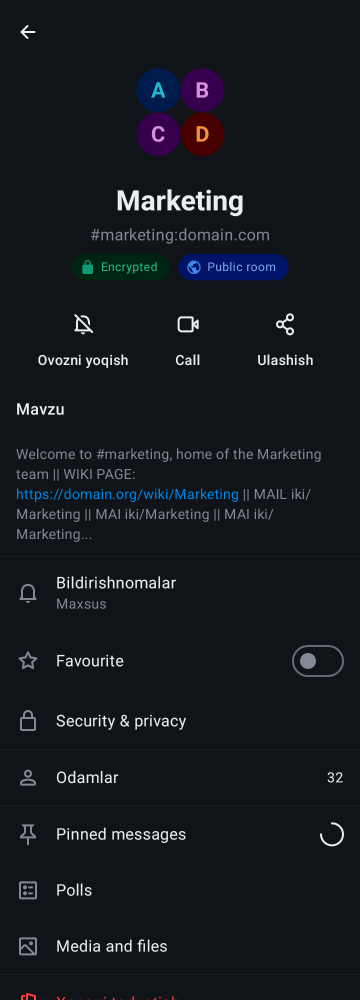 A B
C D
Marketing
#marketing:domain.com
Encrypted Public room
Ovozni yoqish Call Ulashish
Mavzu
Welcome to #marketing, home of the Marketing
team || WIKI PAGE:
https://domain.org/wiki/Marketing || MAIL iki/
Marketing || MAI iki/Marketing || MAI iki/
Marketing...
Bildirishnomalar
Maxsus
Favourite
Security & privacy
Odamlar 32
Pinned messages
Polls
Media and files